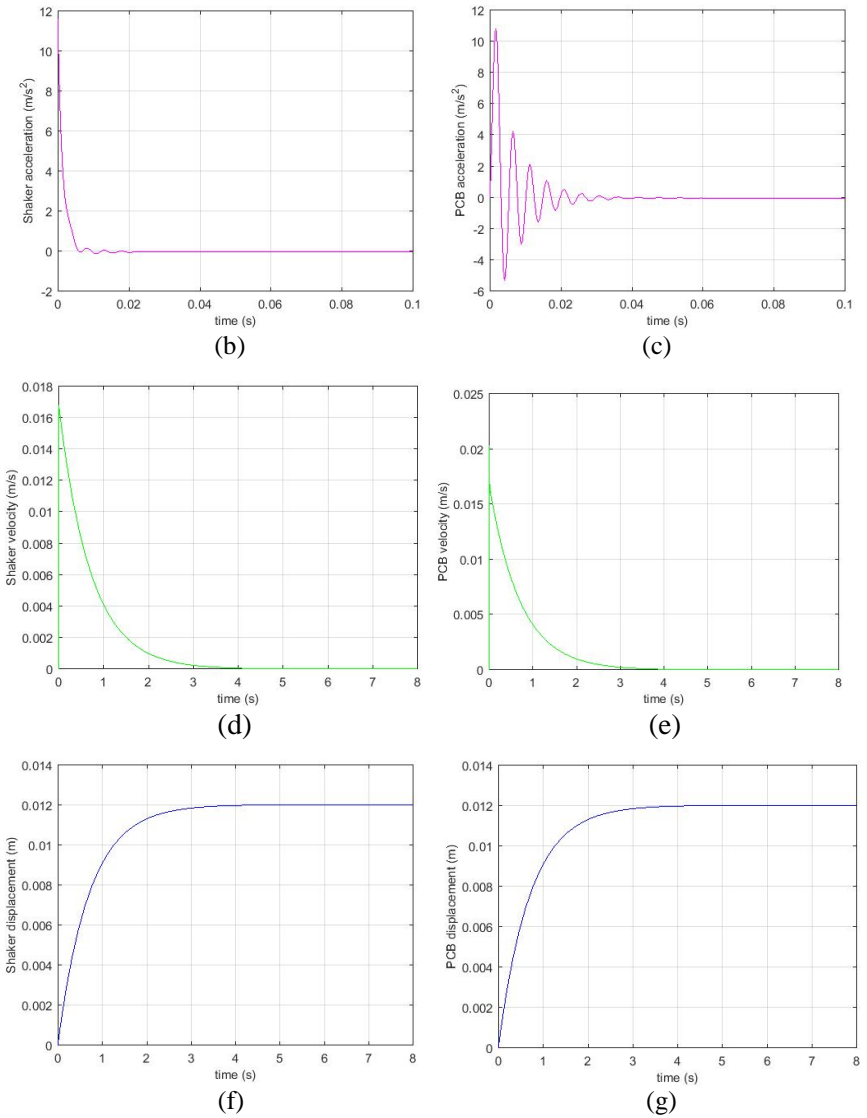 12
10
8
6
4
2
0
-2
Shaker acceleration (m/s²)
0 0.02 0.04 0.06 0.08 0.1
time (s)
(b)
12
10
8
6
4
2
0
-2
-4
-6
PCB acceleration (m/s²)
0 0.02 0.04 0.06 0.08 0.1
time (s)
(c)
0.018
0.016
0.014
0.012
0.01
0.008
0.006
0.004
0.002
0
Shaker velocity (m/s)
0 1 2 3 4 5 6 7 8
time (s)
(d)
0.025
0.02
0.015
0.01
0.005
0
PCB velocity (m/s)
0 1 2 3 4 5 6 7 8
time (s)
(e)
0.014
0.012
0.01
0.008
0.006
0.004
0.002
0
Shaker displacement (m)
0 1 2 3 4 5 6 7 8
time (s)
(f)
0.014
0.012
0.01
0.008
0.006
0.004
0.002
0
PCB displacement (m)
0 1 2 3 4 5 6 7 8
time (s)
(g)